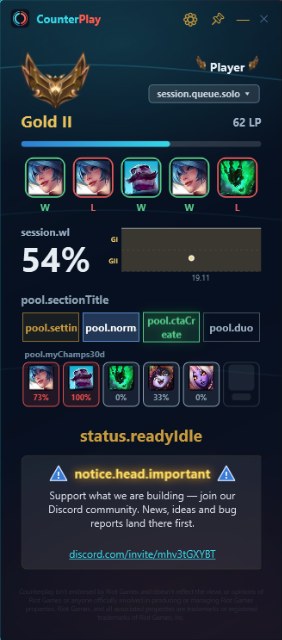 CounterPlay
Player
session.queue.solo
Gold II
62 LP
W L W W L
session.wl
54%
GI
GII
19.11
pool.sectionTitle
pool.settin
pool.norm
pool.ctaCr
eate
pool.duo
pool.myChamps30d
73% 100% 0% 33% 0%
status.readyIdle
notice.head.important
Support what we are building — join our
Discord community. News, ideas and bug
reports land there first.
discord.com/invite/mhv3tGXYBT